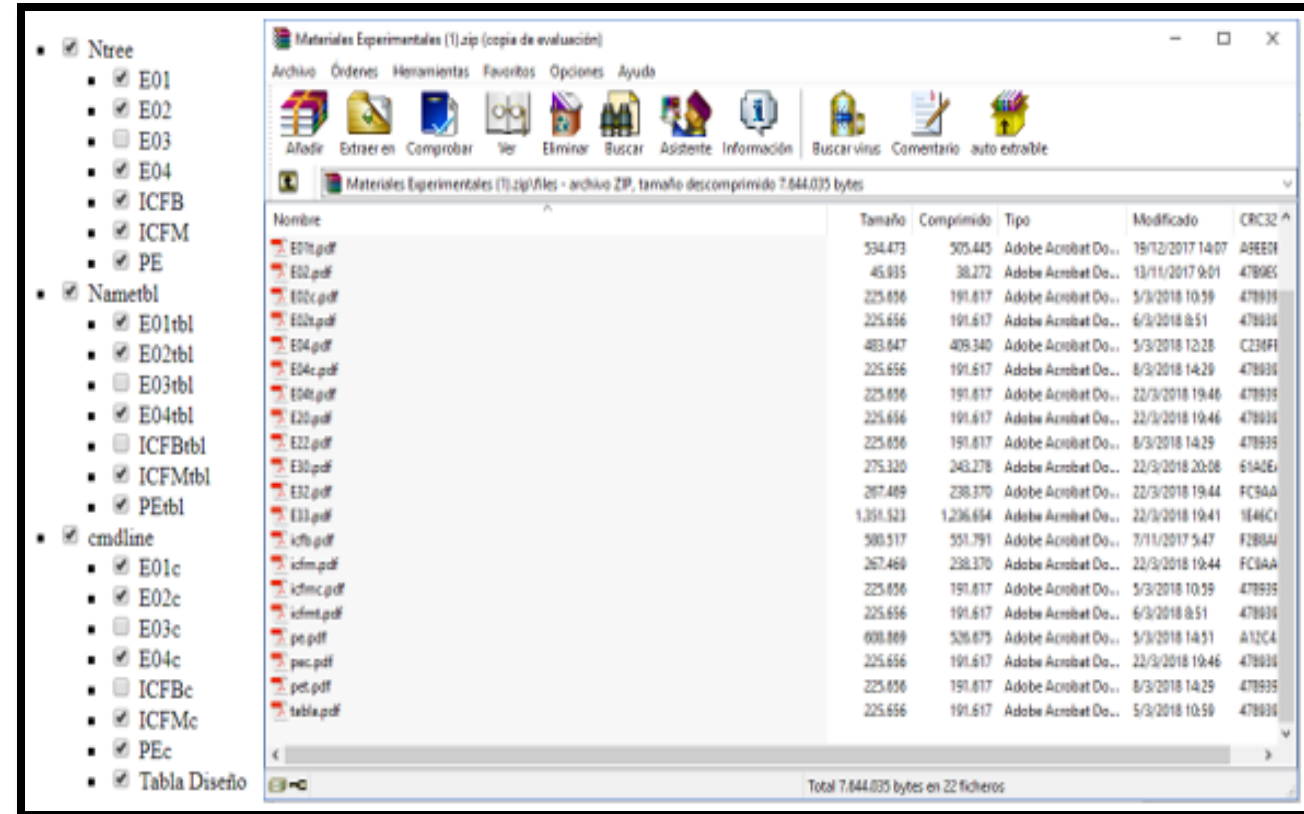 Ntree
E01
E02
E03
E04
ICFB
ICFM
PE
Nametbl
E01tbl
E02tbl
E03tbl
E04tbl
ICFBtbl
ICFMtbl
PEtbl
cmdline
E01c
E02c
E03c
E04c
ICFBc
ICFMc
PEc
Tabla Diseño
Materiales Experimentales (1).zip (copia de evaluación)
Archivo Órdenes Herramientas Favoritos Opciones Ayuda
Añadir Extraer en Comprobar Ver Eliminar Buscar Asistente Información Buscar virus Comentario auto extraíble
Materiales Experimentales (1).zip\files - archivo ZIP, tamaño descomprimido 7.644.035 bytes
Nombre Tamaño Comprimido Tipo Modificado CRC32
E01t.pdf 534.473 505.445 Adobe Acrobat Do... 19/12/2017 14:07
E02.pdf 45.935 38.272 Adobe Acrobat Do... 13/11/2017 9:01
E02c.pdf 225.656 191.617 Adobe Acrobat Do... 5/3/2018 10:59 478939
E02t.pdf 225.656 191.617 Adobe Acrobat Do... 6/3/2018 8:51 478939
E04.pdf 483.647 409.340 Adobe Acrobat Do... 5/3/2018 12:28
E04c.pdf 225.656 191.617 Adobe Acrobat Do... 8/3/2018 14:29 478939
E04t.pdf 225.656 191.617 Adobe Acrobat Do... 22/3/2018 19:46 478939
E20.pdf 225.656 191.617 Adobe Acrobat Do... 22/3/2018 19:46 478939
E22.pdf 225.656 191.617 Adobe Acrobat Do... 8/3/2018 14:29 478939
E30.pdf 275.320 243.278 Adobe Acrobat Do... 22/3/2018 20:08
E32.pdf 267.469 238.370 Adobe Acrobat Do... 22/3/2018 19:44 FC9AA
E33.pdf 1.351.523 1.236.654 Adobe Acrobat Do... 22/3/2018 19:41
icfb.pdf 580.517 551.791 Adobe Acrobat Do... 7/11/2017 5:47
icfm.pdf 267.469 238.370 Adobe Acrobat Do... 22/3/2018 19:44 FC9AA
icfmc.pdf 225.656 191.617 Adobe Acrobat Do... 5/3/2018 10:59 478939
icfmt.pdf 225.656 191.617 Adobe Acrobat Do... 6/3/2018 8:51 478939
pe.pdf 608.869 526.675 Adobe Acrobat Do... 5/3/2018 14:51 A12C4
pec.pdf 225.656 191.617 Adobe Acrobat Do... 22/3/2018 19:46 478939
pet.pdf 225.656 191.617 Adobe Acrobat Do... 8/3/2018 14:29 478939
tabla.pdf 225.656 191.617 Adobe Acrobat Do... 5/3/2018 10:59 478939
Total 7.644.035 bytes en 22 ficheros